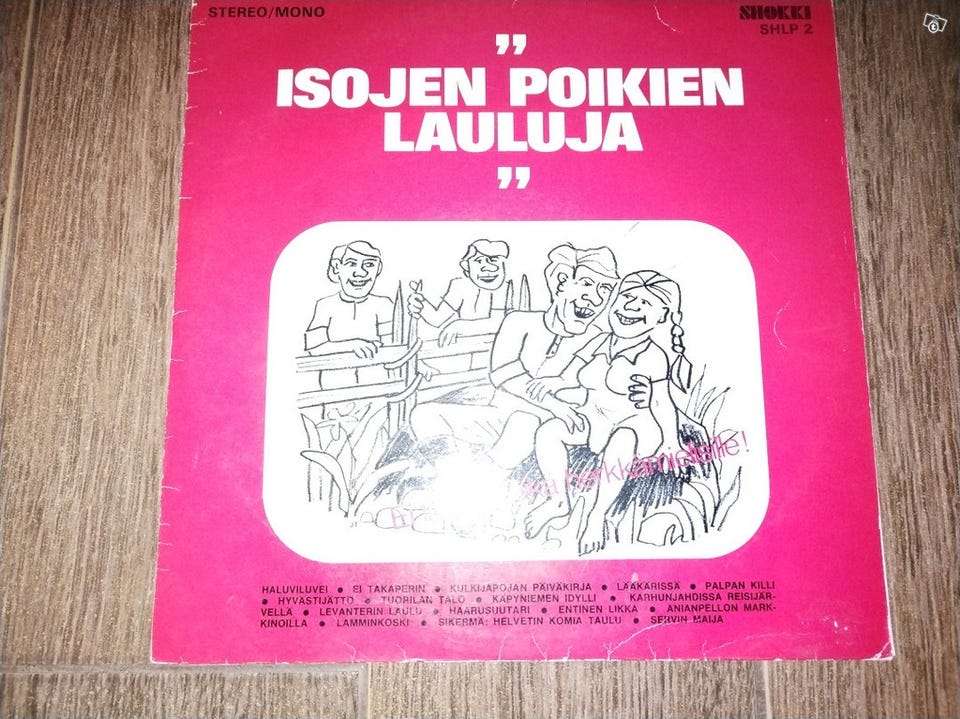 STEREO/MONO
SHOKKI
SHLP 2
”
ISOJEN POIKIEN
LAULUJA
”
herkkämielisille!
HALUVILUVEI ● EI TAKAPERIN ● KULKIJAPOJAN PÄIVÄKIRJA ● LÄÄKÄRISSÄ ● PALPAN KILLI
● HYVÄSTIJÄTTÖ ● TUORILAN TALO ● KÄPYNIEMEN IDYLLI ● KARHUNJAHDISSA REISIJÄR-
VELLÄ ● LEVANTERIN LAULU ● HAARUSUUTARI ● ENTINEN LIKKA ● ANIANPELLON MARK-
KINOILLA ● LAMMINKOSKI ● SIKERMÄ: HELVETIN KOMIA TAULU ● SERVIN MAIJA